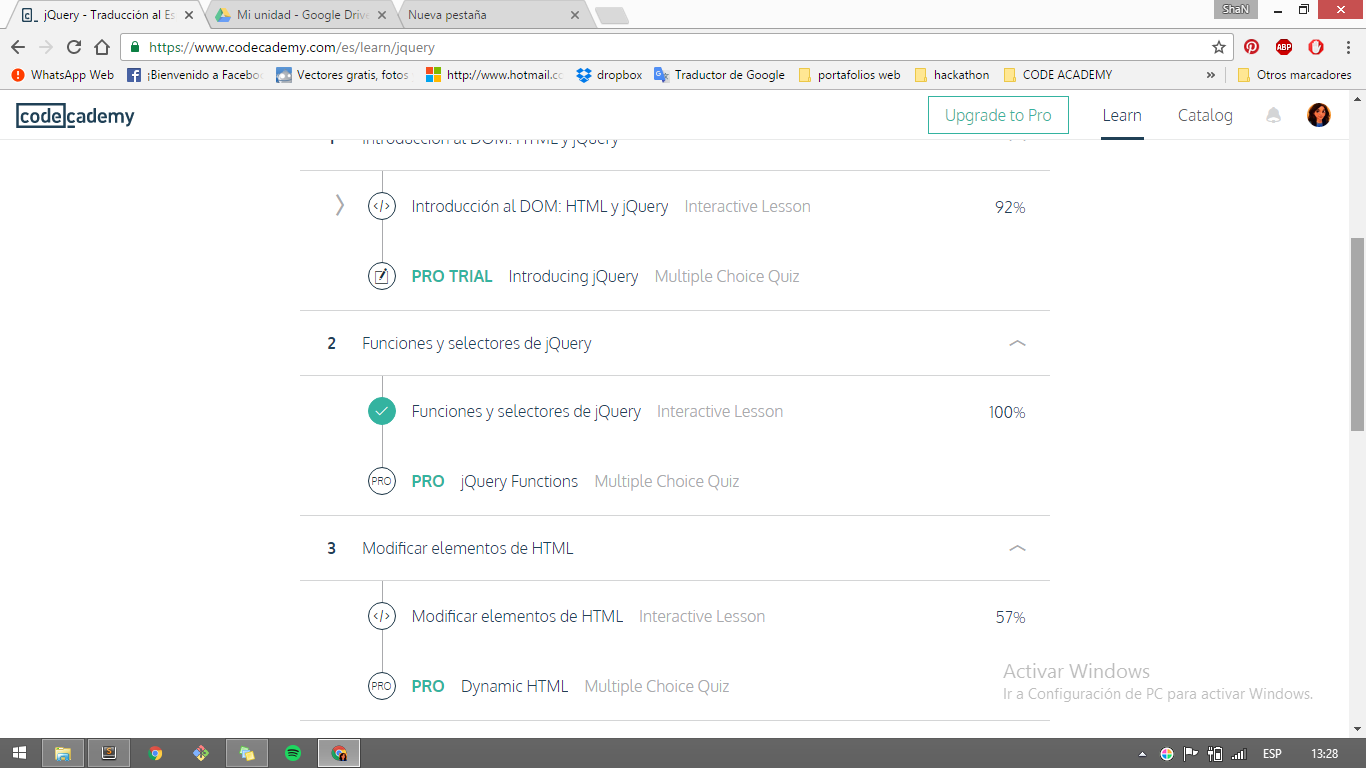 jQuery - Traducción al Es
Mi unidad - Google Drive
Nueva pestaña
ShaN
https://www.codecademy.com/es/learn/jquery
ABP
WhatsApp Web
¡Bienvenido a Facebo
Vectores gratis, fotos
http://www.hotmail.cc
dropbox
Traductor de Google
portafolios web
hackathon
CODE ACADEMY
»
Otros marcadores
codecademy
Upgrade to Pro
Learn
Catalog
1 Introducción al DOM: HTML y jQuery
</> Introducción al DOM: HTML y jQuery Interactive Lesson 92%
PRO TRIAL Introducing jQuery Multiple Choice Quiz
2 Funciones y selectores de jQuery
Funciones y selectores de jQuery Interactive Lesson 100%
PRO PRO jQuery Functions Multiple Choice Quiz
3 Modificar elementos de HTML
</> Modificar elementos de HTML Interactive Lesson 57%
Activar Windows
Ir a Configuración de PC para activar Windows.
PRO PRO Dynamic HTML Multiple Choice Quiz
ESP
13:28